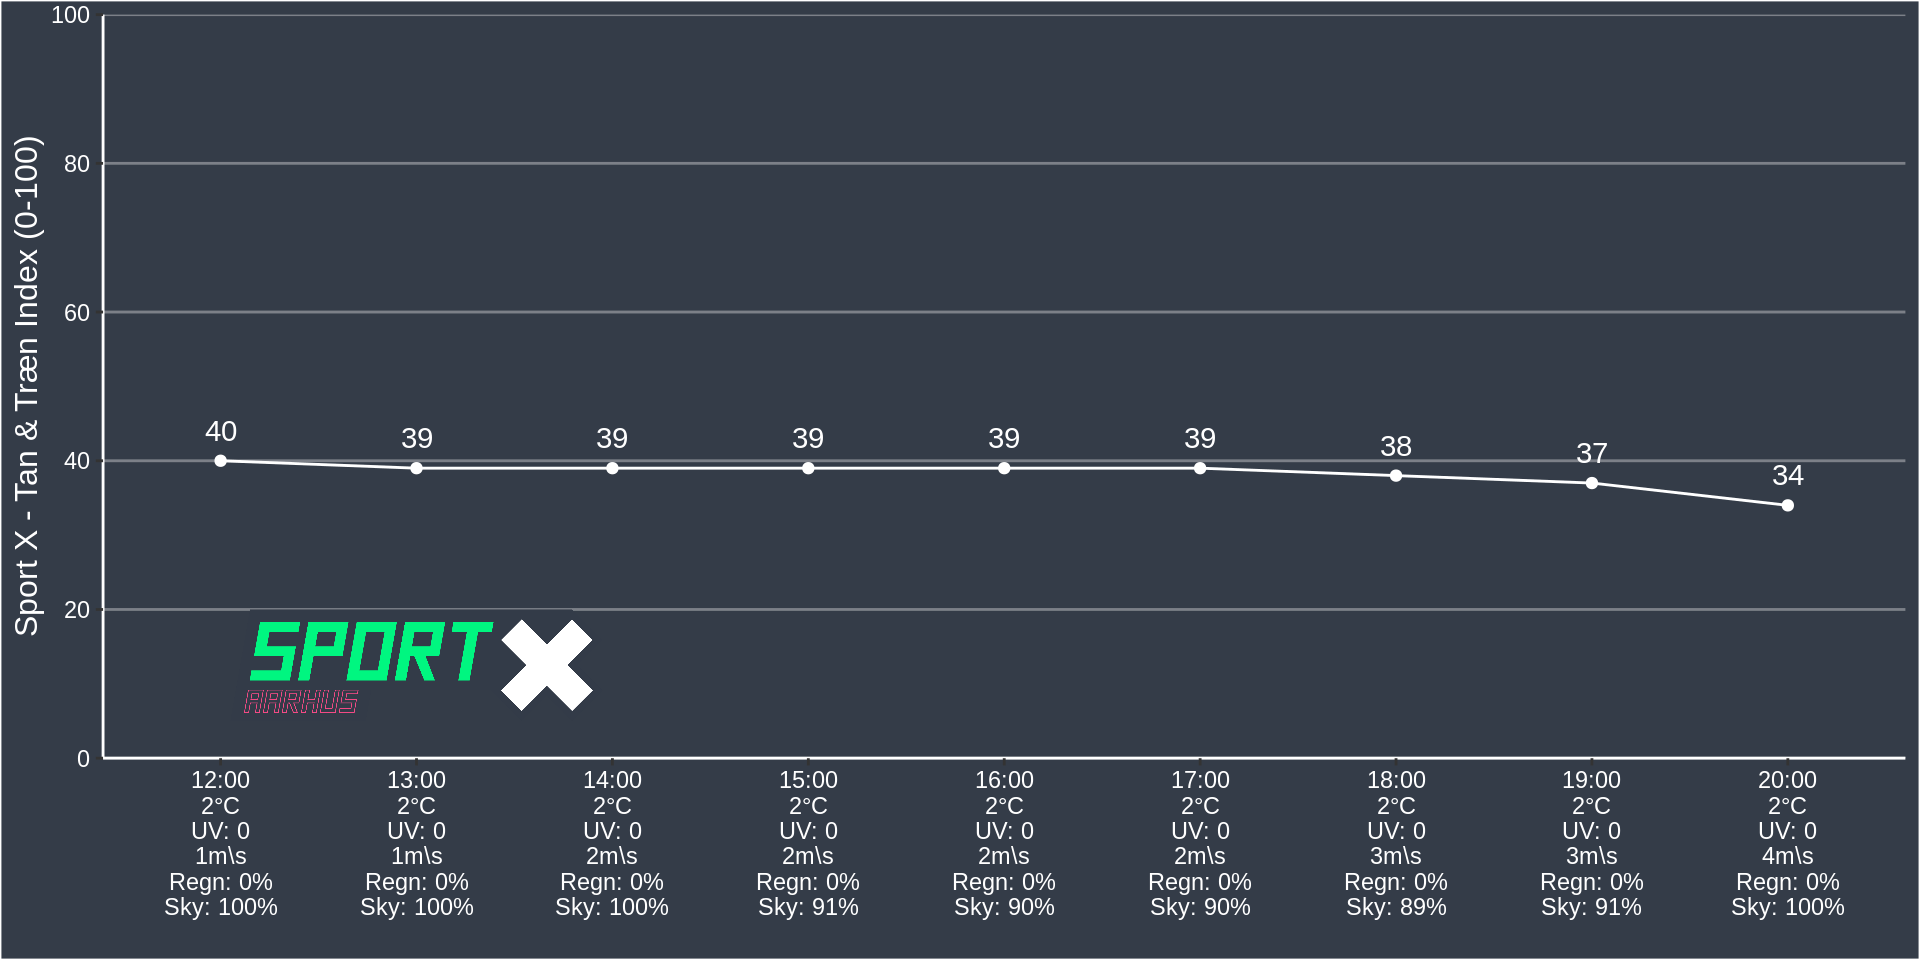 Sport X - Tan & Træn Index (0-100)
100
80
60
40
20
0
40
39
39
39
39
39
38
37
34
SPORT X
AARHUS
12:00 13:00 14:00 15:00 16:00 17:00 18:00 19:00 20:00
2°C 2°C 2°C 2°C 2°C 2°C 2°C 2°C 2°C
UV: 0 UV: 0 UV: 0 UV: 0 UV: 0 UV: 0 UV: 0 UV: 0 UV: 0
1m\s 1m\s 2m\s 2m\s 2m\s 2m\s 3m\s 3m\s 4m\s
Regn: 0% Regn: 0% Regn: 0% Regn: 0% Regn: 0% Regn: 0% Regn: 0% Regn: 0% Regn: 0%
Sky: 100% Sky: 100% Sky: 100% Sky: 91% Sky: 90% Sky: 90% Sky: 89% Sky: 91% Sky: 100%